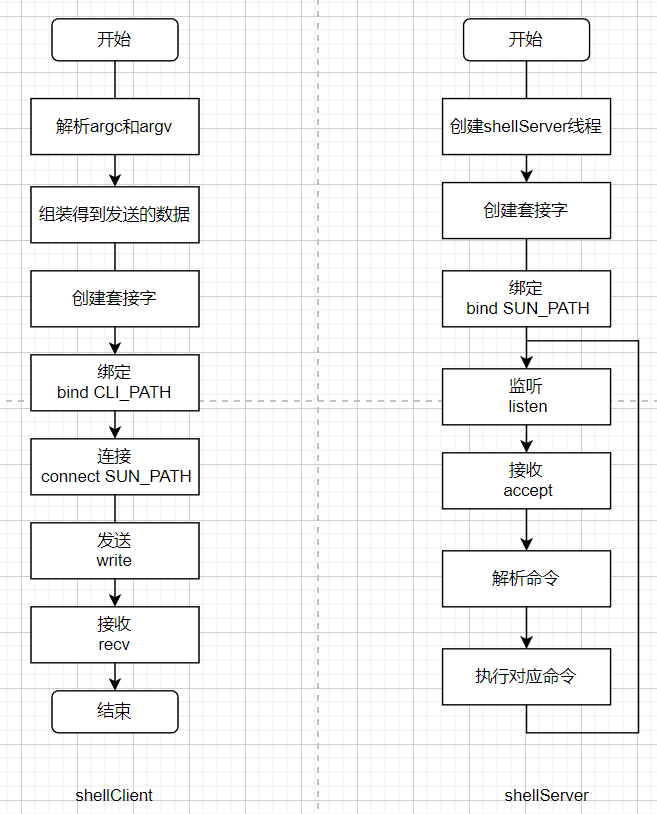 开始
解析argc和argv
组装得到发送的数据
创建套接字
绑定
bind CLI_PATH
连接
connect SUN_PATH
发送
write
接收
recv
结束
shellClient
开始
创建shellServer线程
创建套接字
绑定
bind SUN_PATH
监听
listen
接收
accept
解析命令
执行对应命令
shellServer